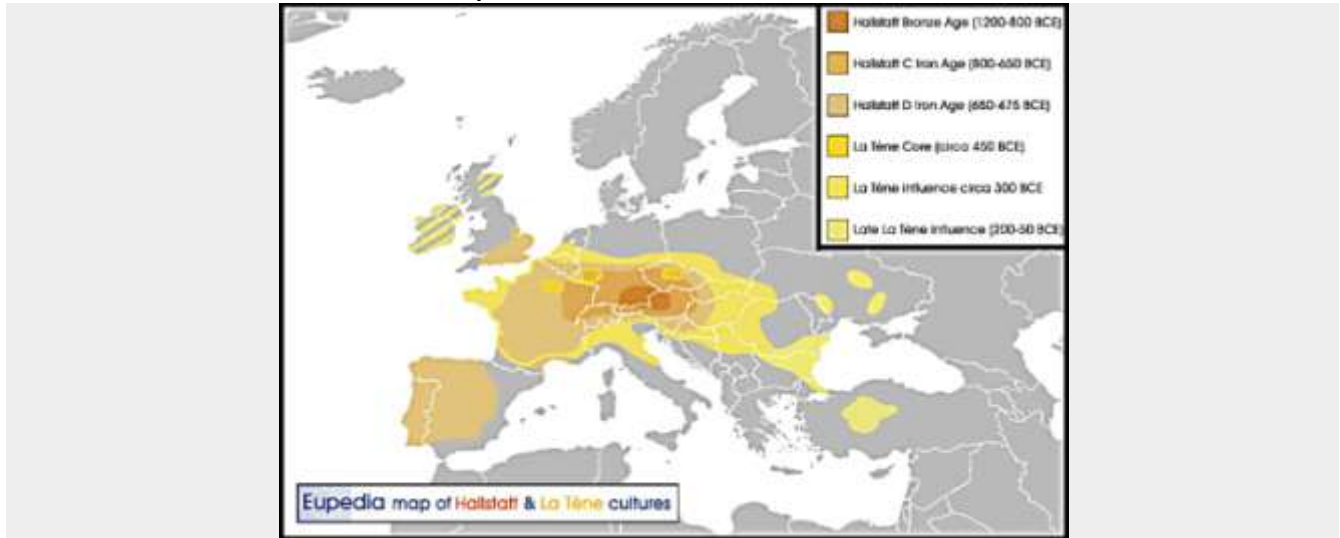 Hallstatt Bronze Age (1200-800 BCE)
Hallstatt C Iron Age (800-650 BCE)
Hallstatt D Iron Age (650-475 BCE)
La Tène Core (circa 450 BCE)
La Tène influence circa 300 BCE
Late La Tène influence (200-50 BCE)
Eupedia map of Hallstatt & La Tène cultures